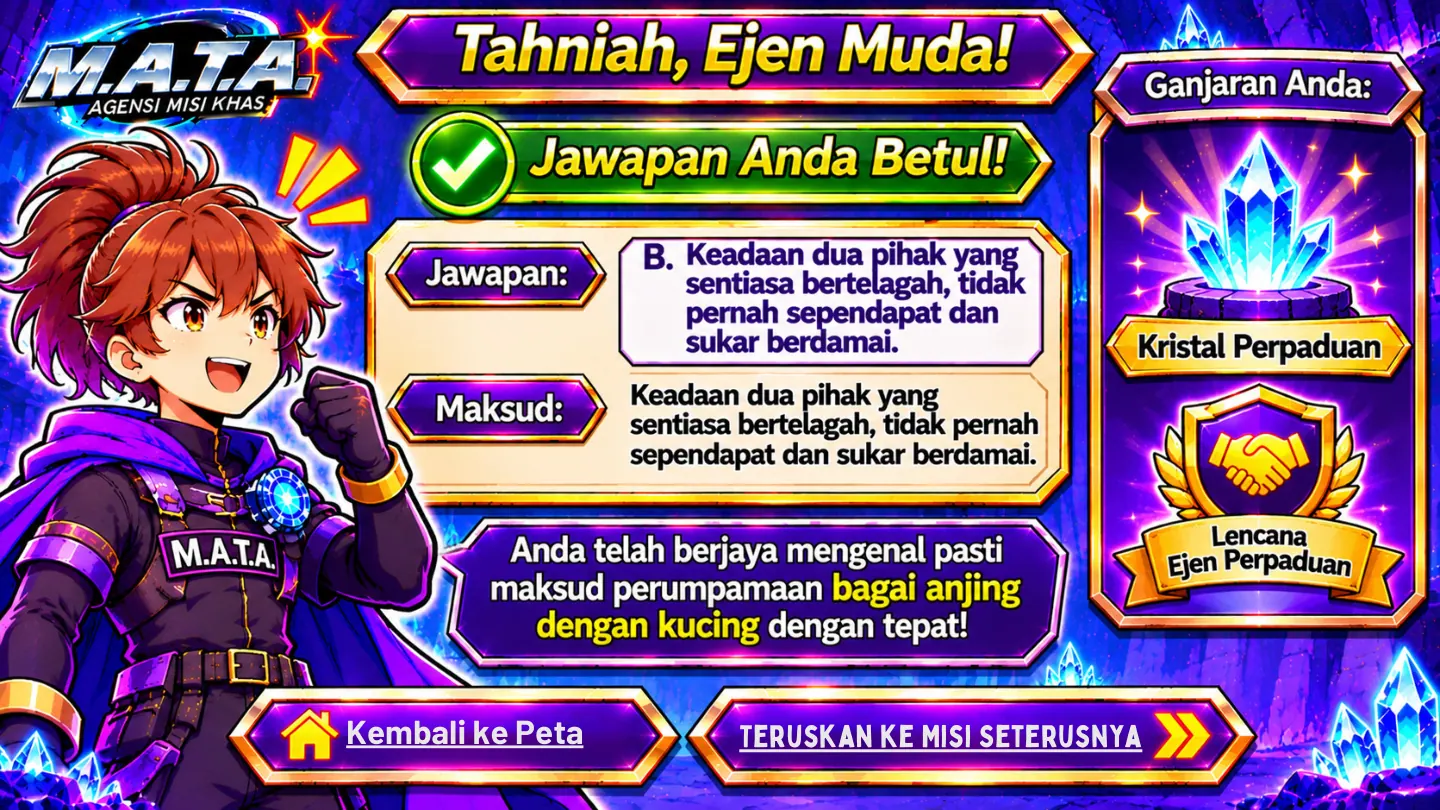 M.A.T.A.
AGENSI MISI KHAS
Tahniah, Ejen Muda!
Jawapan Anda Betul!
Jawapan:
B. Keadaan dua pihak yang
sentiasa bertelagah, tidak
pernah sependapat dan
sukar berdamai.
Maksud:
Keadaan dua pihak yang
sentiasa bertelagah, tidak pernah
sependapat dan sukar berdamai.
Anda telah berjaya mengenal pasti
maksud perumpamaan bagai anjing
dengan kucing dengan tepat!
Ganjaran Anda:
Kristal Perpaduan
Lencana
Ejen Perpaduan
M.A.T.A.
Kembali ke Peta
TERUSKAN KE MISI SETERUSNYA